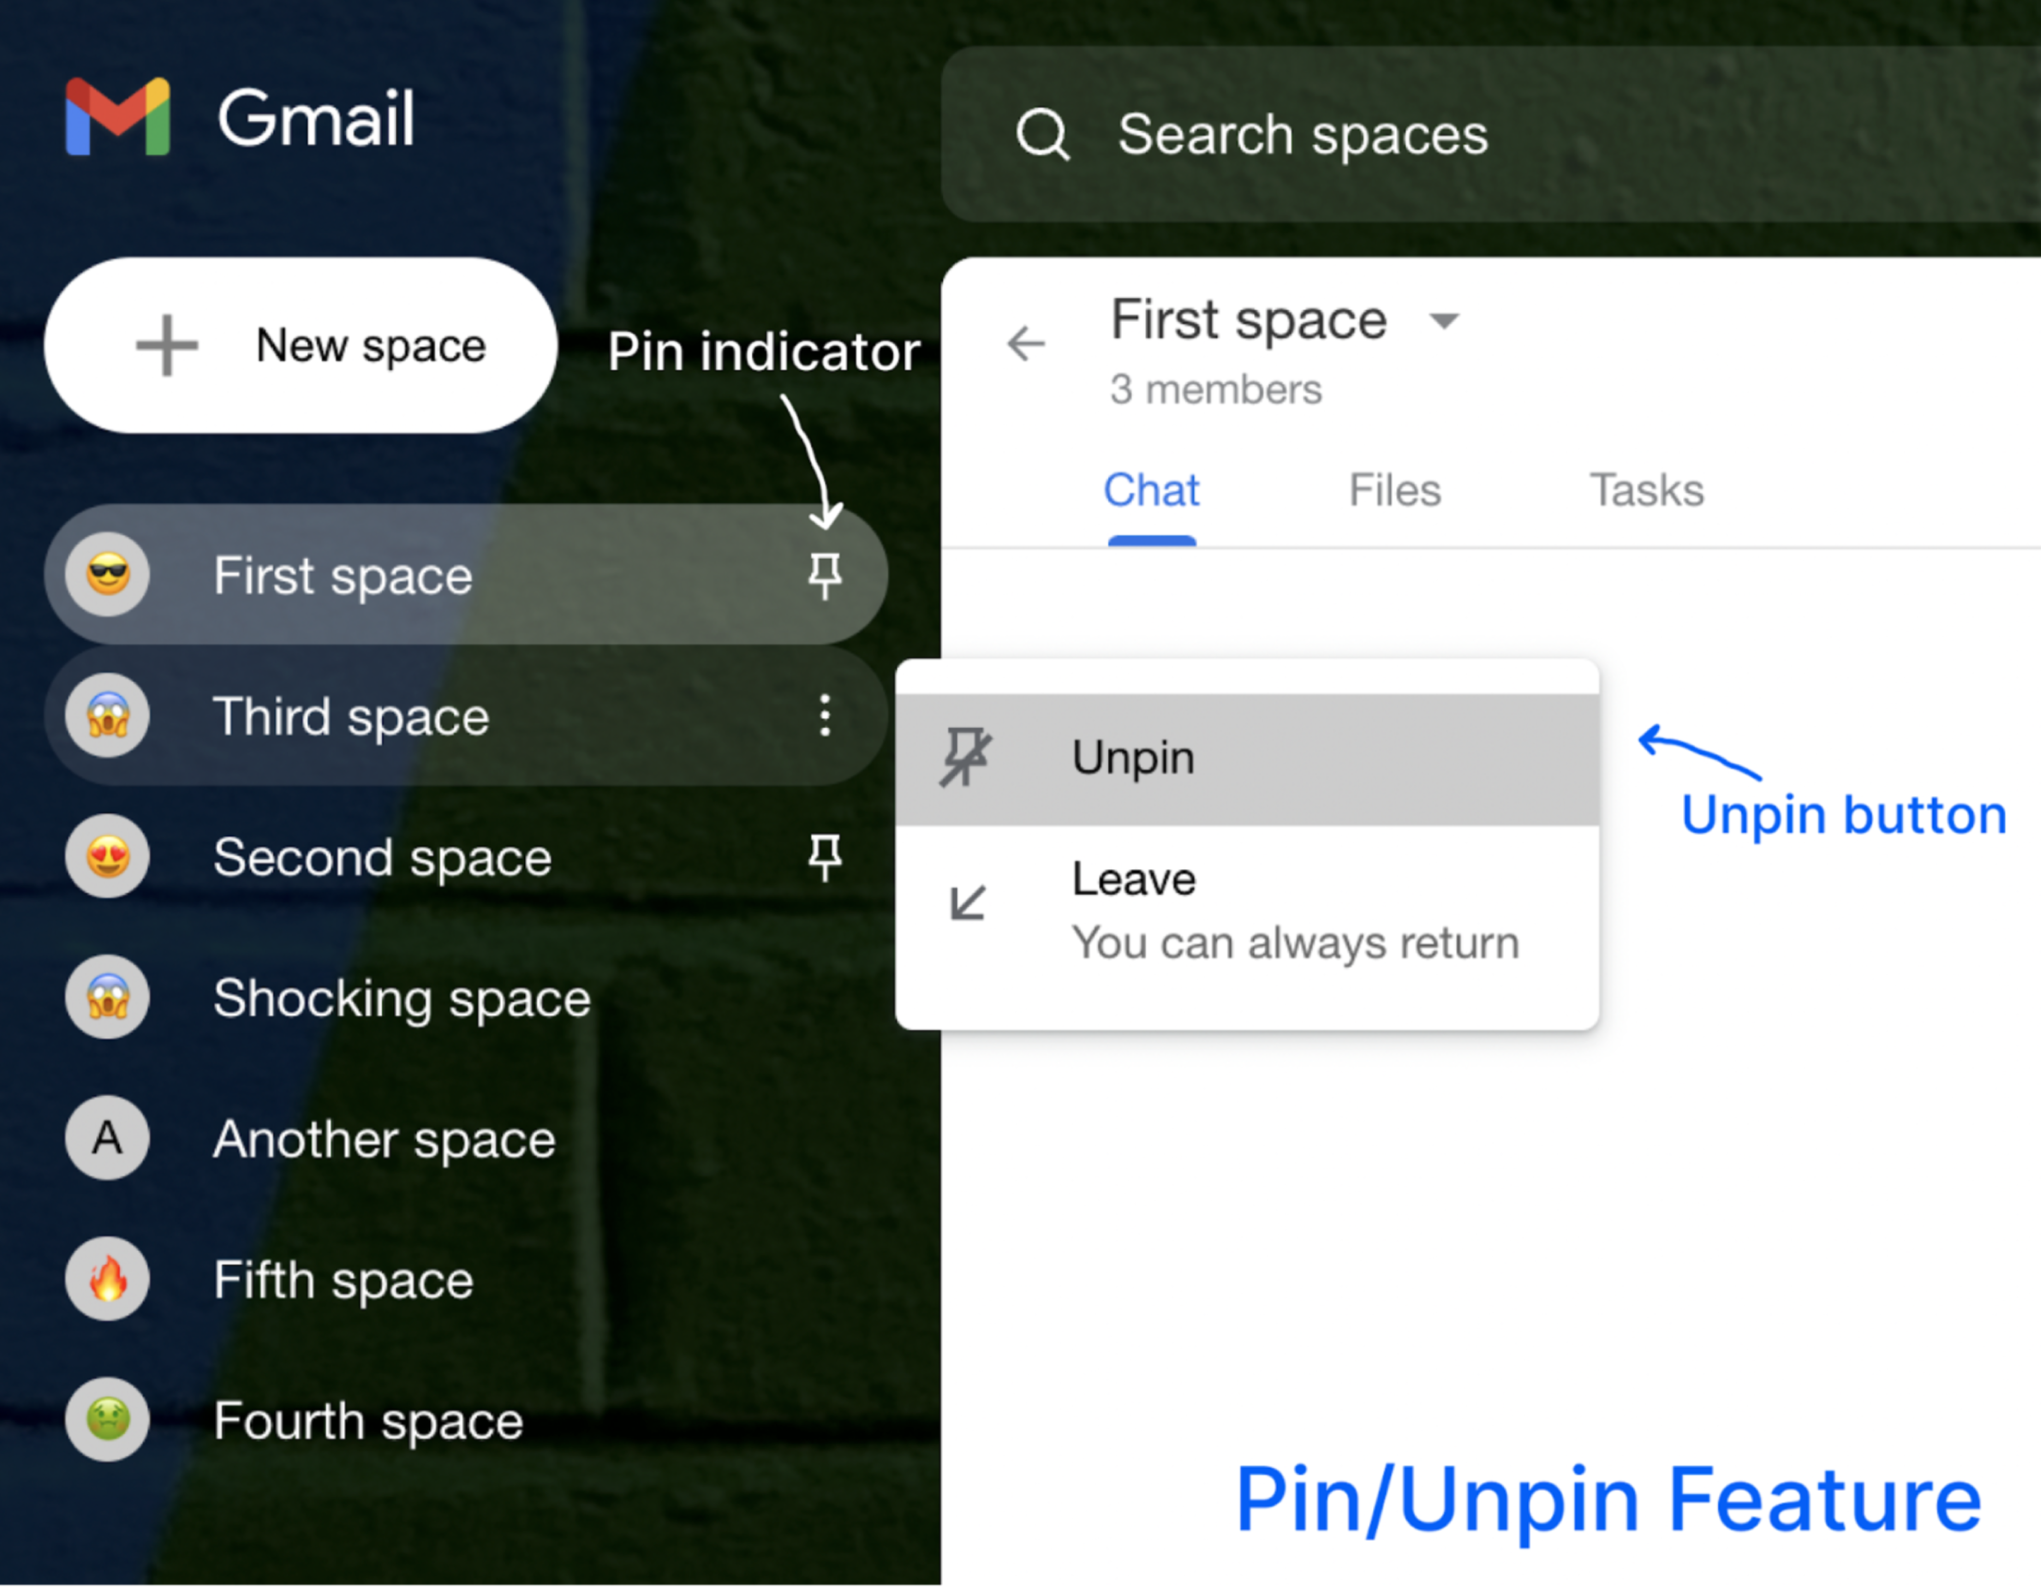 Gmail
Search spaces
New space
Pin indicator
First space
3 members
Chat Files Tasks
First space
Third space
Second space
Shocking space
A Another space
Fifth space
Fourth space
Unpin
Leave
You can always return
Unpin button
Pin/Unpin Feature